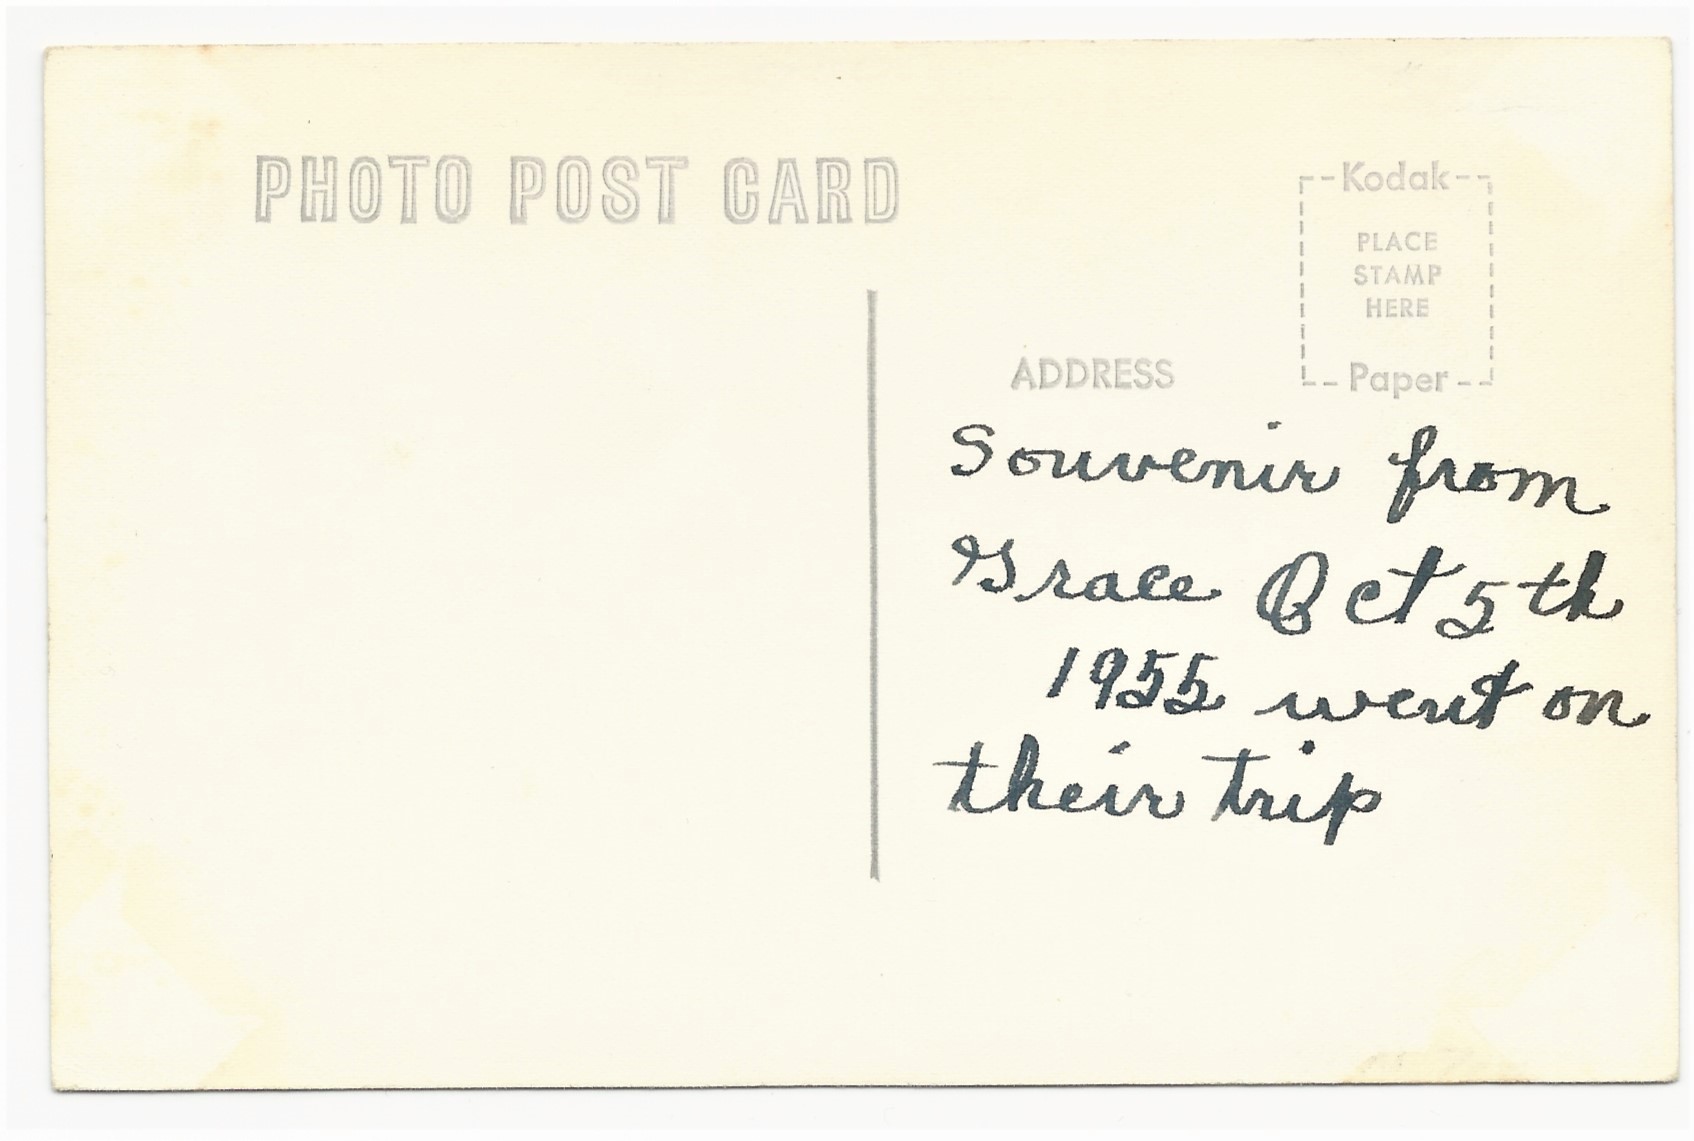 PHOTO POST CARD
Kodak
PLACE
STAMP
HERE
Paper
ADDRESS
Souvenir from
Grace Oct 5th
1955 went on
their trip